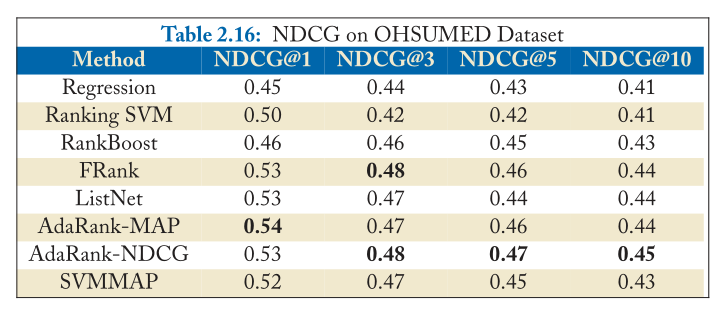 Table 2.16: NDCG on OHSUMED Dataset
Method NDCG@1 NDCG@3 NDCG@5 NDCG@10
Regression 0.45 0.44 0.43 0.41
Ranking SVM 0.50 0.42 0.42 0.41
RankBoost 0.46 0.46 0.45 0.43
FRank 0.53 0.48 0.46 0.44
ListNet 0.53 0.47 0.44 0.44
AdaRank-MAP 0.54 0.47 0.46 0.44
AdaRank-NDCG 0.53 0.48 0.47 0.45
SVMMAP 0.52 0.47 0.45 0.43